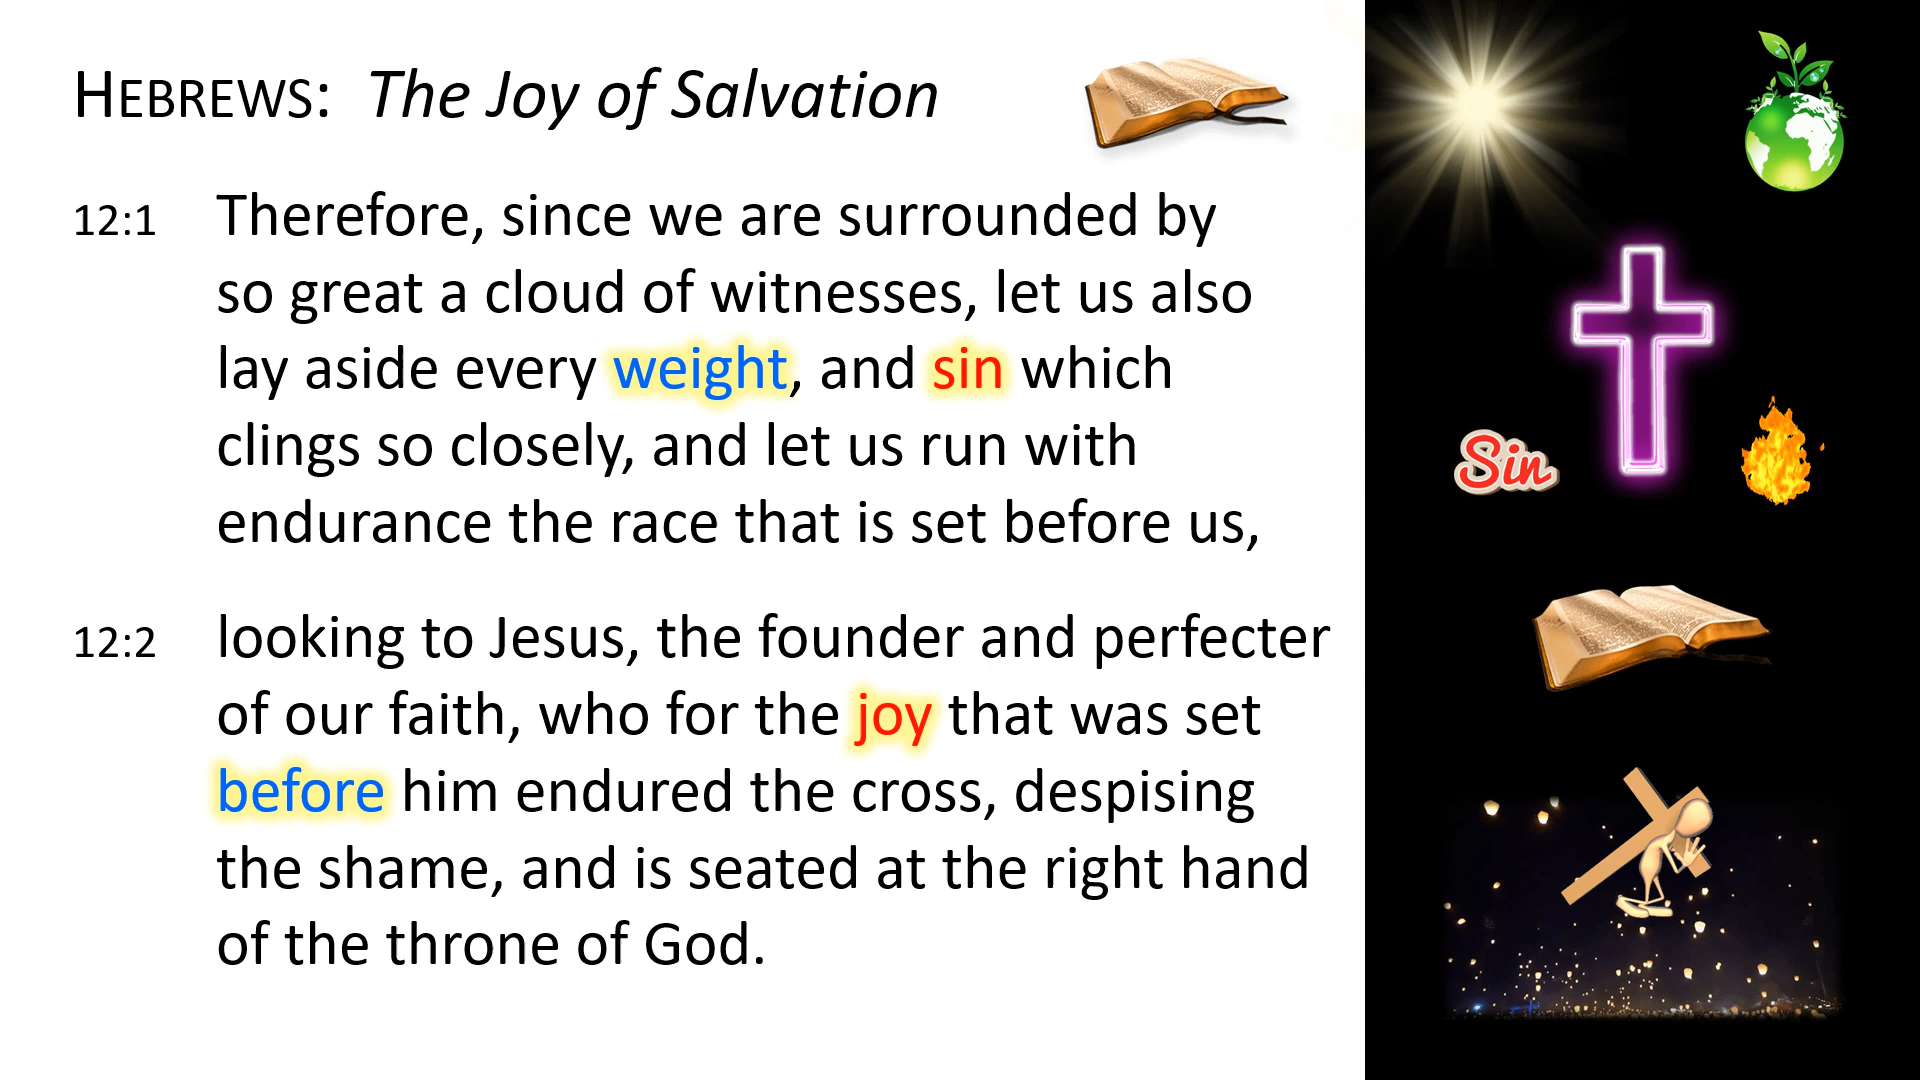 HEBREWS: The Joy of Salvation
12:1 Therefore, since we are surrounded by
so great a cloud of witnesses, let us also
lay aside every weight, and sin which
clings so closely, and let us run with
endurance the race that is set before us,
12:2 looking to Jesus, the founder and perfecter
of our faith, who for the joy that was set
before him endured the cross, despising
the shame, and is seated at the right hand
of the throne of God.
Sin